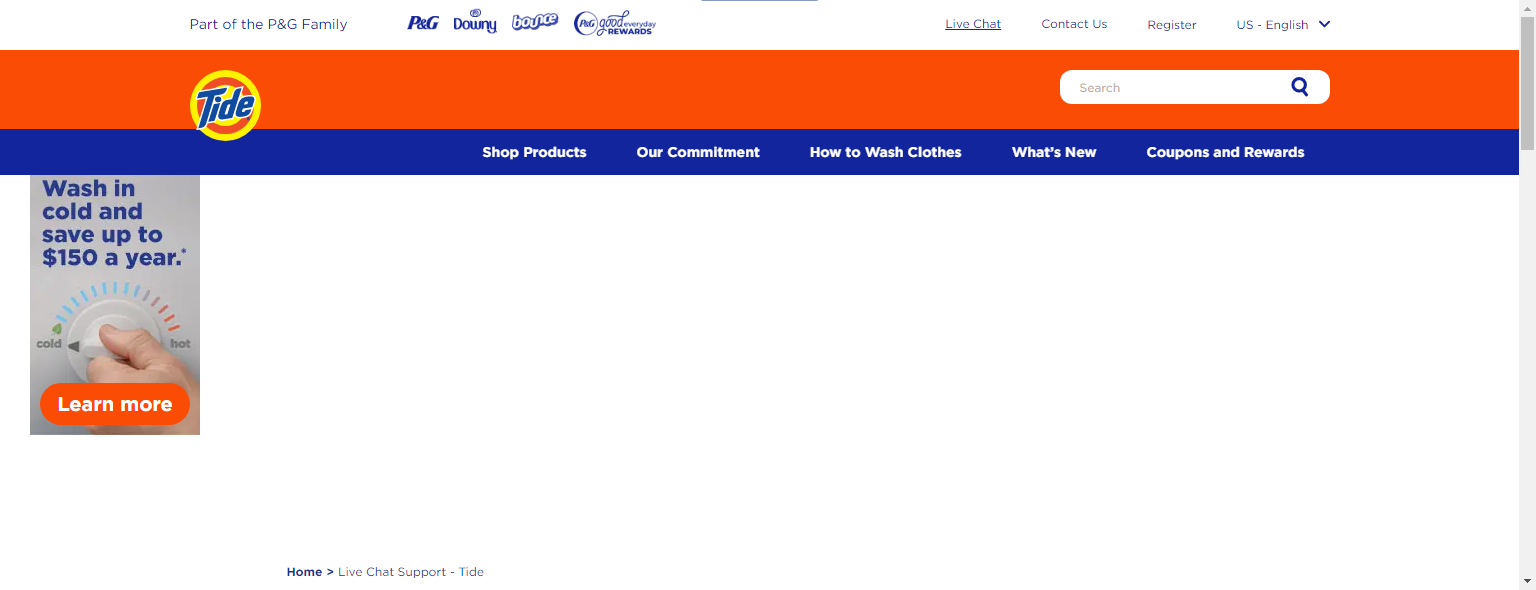 Part of the P&G Family
P&G Downy bounce P&G good everyday REWARDS
Live Chat Contact Us Register US - English
Tide
Search
Shop Products Our Commitment How to Wash Clothes What's New Coupons and Rewards
Wash in
cold and
save up to
$150 a year.*
cold hot
Learn more
Home > Live Chat Support - Tide